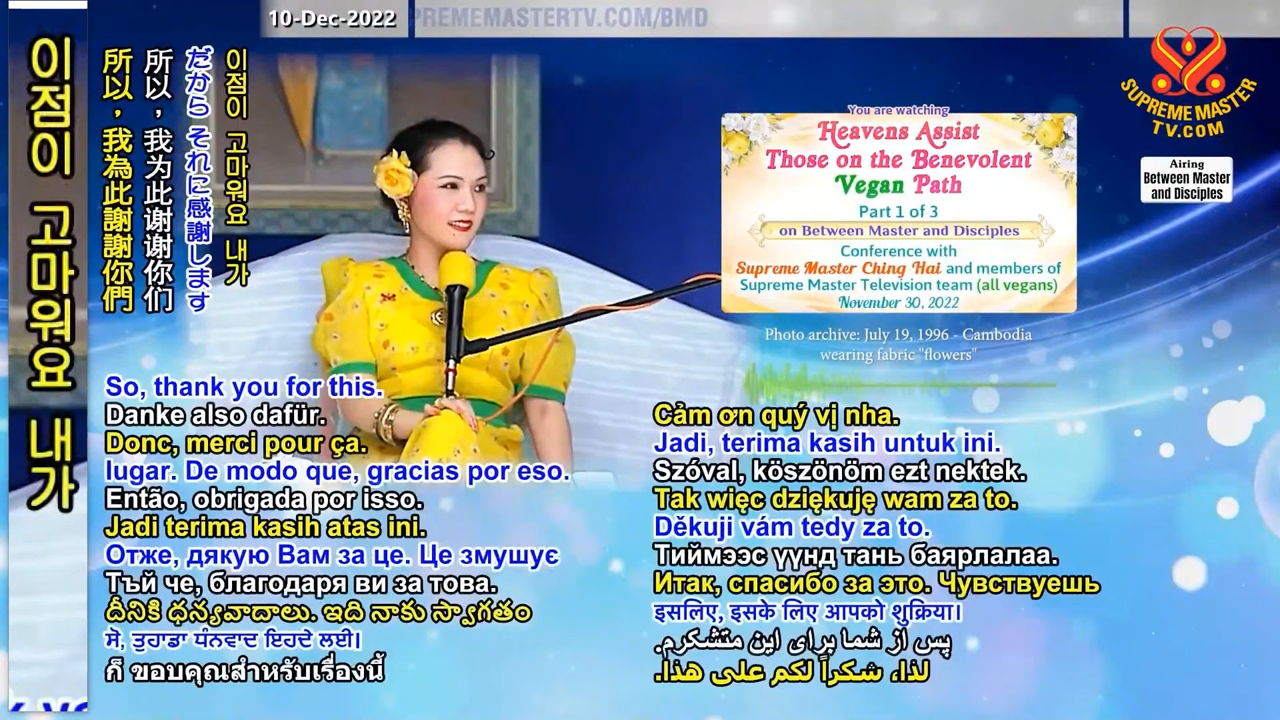 10-Dec-2022
PREMEMASTERTV.COM/BMD
SUPREME MASTER
TV.COM
Airing
Between Master
and Disciples
You are watching
Heavens Assist
Those on the Benevolent
Vegan Path
Part 1 of 3
on Between Master and Disciples
Conference with
Supreme Master Ching Hai and members of
Supreme Master Television team (all vegans)
November 30, 2022
Photo archive: July 19, 1996 - Cambodia
wearing fabric "flowers"
이점이 고마워요 내가
이점이 고마워요 내가
だから それに感謝します
所以，我为此谢谢你们
所以，我為此謝謝你們
So, thank you for this.
Danke also dafür.
Donc, merci pour ça.
lugar. De modo que, gracias por eso.
Então, obrigada por isso.
Jadi terima kasih atas ini.
Отже, дякую Вам за це. Це змушує
Тъй че, благодаря ви за това.
దీనికి ధన్యవాదాలు. ఇది నాకు స్వాగతం
ਸੋ, ਤੁਹਾਡਾ ਧੰਨਵਾਦ ਇਹਦੇ ਲਈ।
ก็ ขอบคุณสำหรับเรื่องนี้
Cảm ơn quý vị nha.
Jadi, terima kasih untuk ini.
Szóval, köszönöm ezt nektek.
Tak więc dziękuję wam za to.
Děkuji vám tedy za to.
Тиймээс үүнд тань баярлалаа.
Итак, спасибо за это. Чувствуешь
इसलिए, इसके लिए आपको शुक्रिया।
پس از شما برای این متشکرم.
لذا، شكراً لكم على هذا.